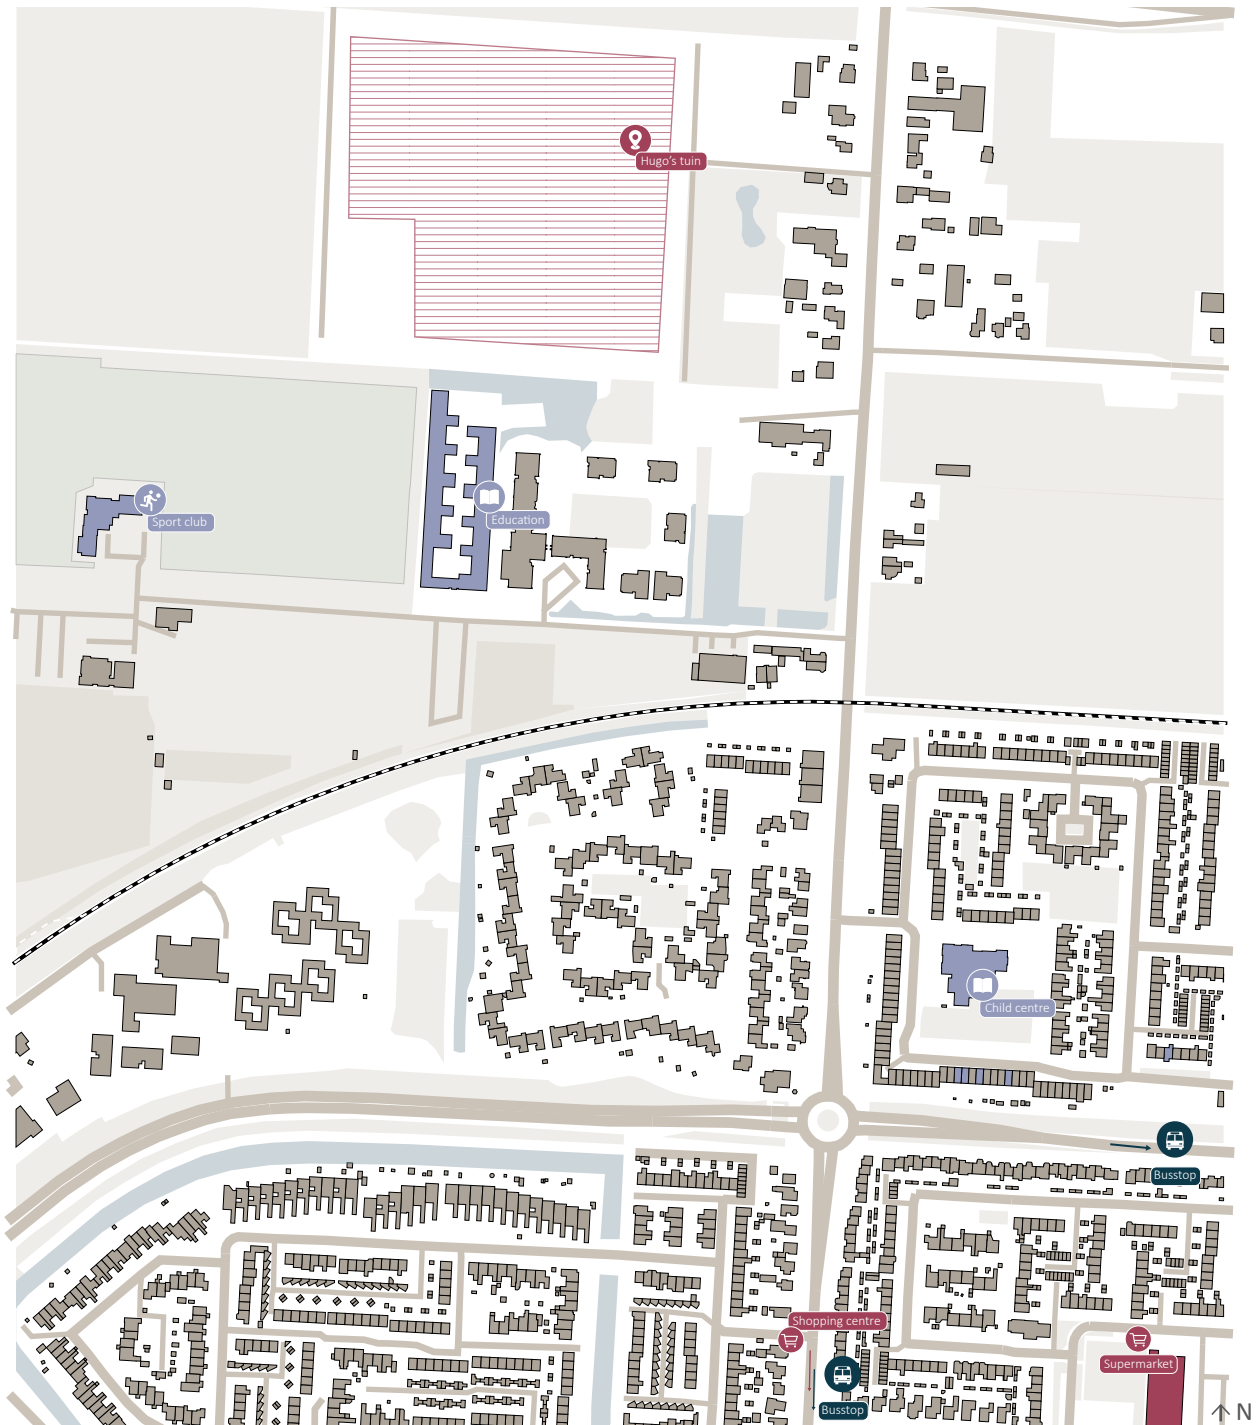 Hugo's tuin
Sport club
Education
Child centre
Busstop
Shopping centre
Supermarket
Busstop
N